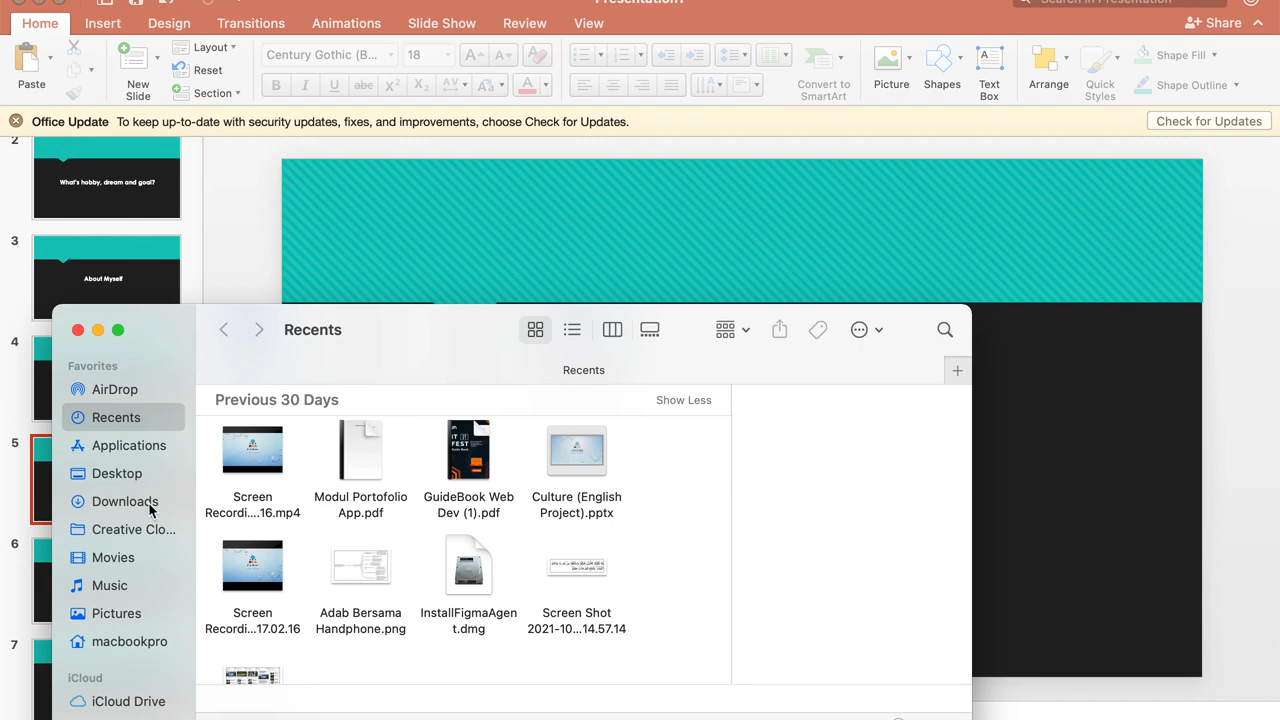 Home Insert Design Transitions Animations Slide Show Review View
Share
Paste
New
Slide
Layout
Reset
Section
Century Gothic (B... 18
Convert to
SmartArt
Picture
Shapes
Text
Box
Arrange
Quick
Styles
Shape Fill
Shape Outline
Office Update To keep up-to-date with security updates, fixes, and improvements, choose Check for Updates.
Check for Updates
2
What's hobby, dream and goal?
3
About Myself
4
5
6
7
Recents
Recents
Favorites
AirDrop
Recents
Applications
Desktop
Downloads
Creative Clo...
Movies
Music
Pictures
macbookpro
iCloud
iCloud Drive
Previous 30 Days
Show Less
Screen
Recordi....16.mp4
Modul Portofolio
App.pdf
GuideBook Web
Dev (1).pdf
Culture (English
Project).pptx
Screen
Recordi...17.02.16
Adab Bersama
Handphone.png
InstallFigmaAgen
t.dmg
Screen Shot
2021-10...14.57.14